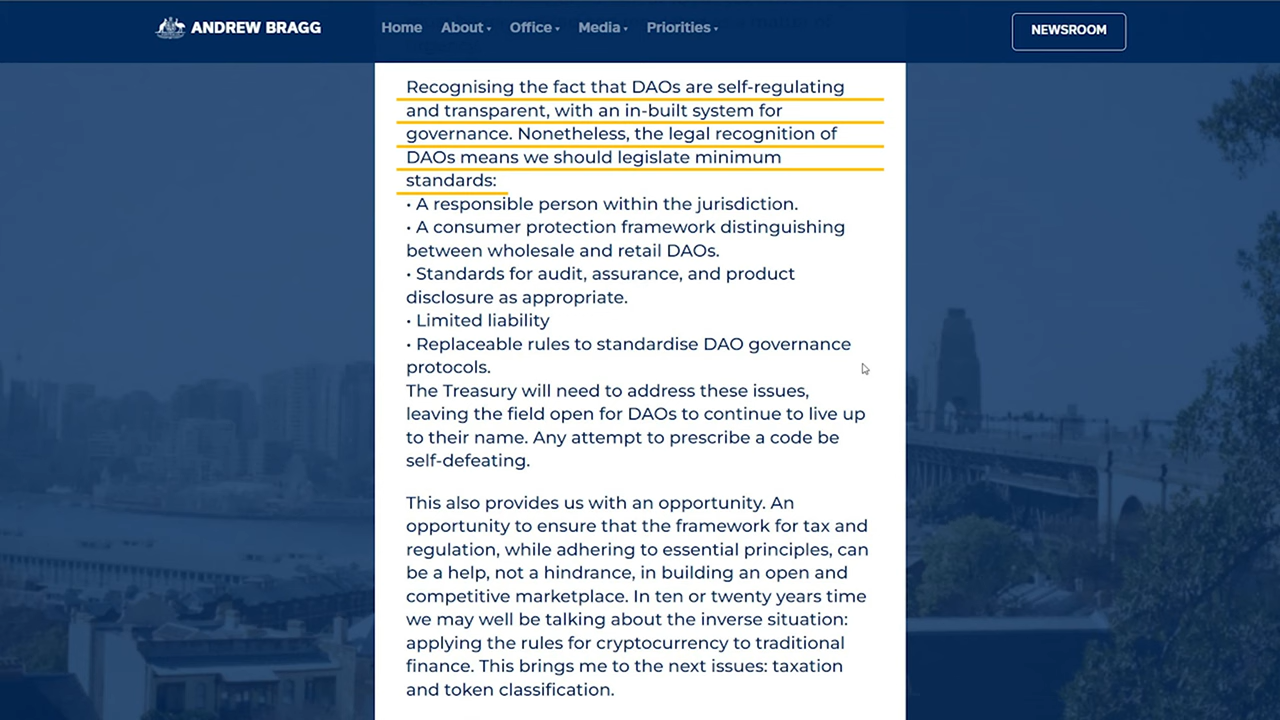 ANDREW BRAGG
Home About Office Media Priorities
NEWSROOM
Recognising the fact that DAOs are self-regulating
and transparent, with an in-built system for
governance. Nonetheless, the legal recognition of
DAOs means we should legislate minimum
standards:
• A responsible person within the jurisdiction.
• A consumer protection framework distinguishing
between wholesale and retail DAOs.
• Standards for audit, assurance, and product
disclosure as appropriate.
• Limited liability
• Replaceable rules to standardise DAO governance
protocols.
The Treasury will need to address these issues,
leaving the field open for DAOs to continue to live up
to their name. Any attempt to prescribe a code be
self-defeating.
This also provides us with an opportunity. An
opportunity to ensure that the framework for tax and
regulation, while adhering to essential principles, can
be a help, not a hindrance, in building an open and
competitive marketplace. In ten or twenty years time
we may well be talking about the inverse situation:
applying the rules for cryptocurrency to traditional
finance. This brings me to the next issues: taxation
and token classification.